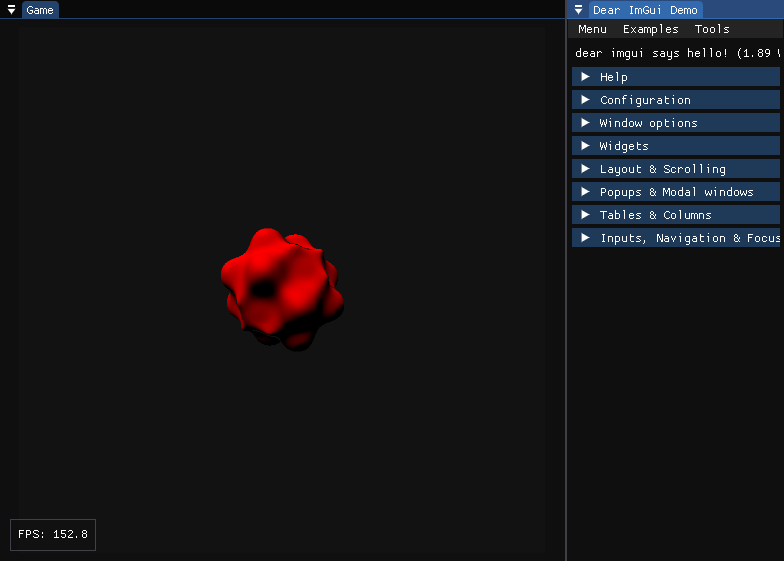 Game
FPS: 152.8
Dear ImGui Demo
Menu Examples Tools
dear imgui says hello! (1.89
Help
Configuration
Window options
Widgets
Layout & Scrolling
Popups & Modal windows
Tables & Columns
Inputs, Navigation & Focus